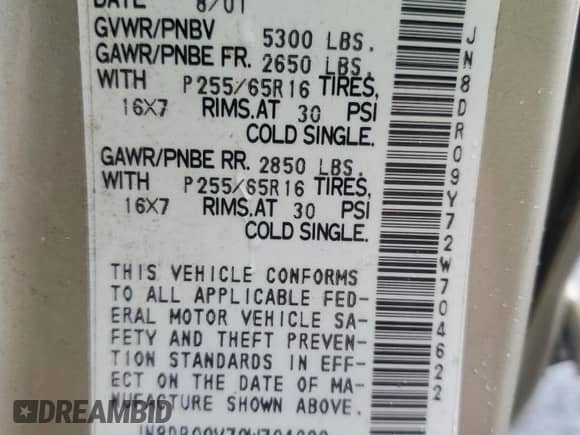 DATE 8/01
GVWR/PNBV 5300 LBS.
GAWR/PNBE FR. 2650 LBS.
WITH P255/65R16 TIRES,
16X7 RIMS.AT 30 PSI
COLD SINGLE.
GAWR/PNBE RR. 2850 LBS.
WITH P255/65R16 TIRES,
16X7 RIMS.AT 30 PSI
COLD SINGLE.
THIS VEHICLE CONFORMS
TO ALL APPLICABLE FED-
ERAL MOTOR VEHICLE SA-
FETY AND THEFT PREVEN-
TION STANDARDS IN EFF-
ECT ON THE DATE OF MA-
NUFACTURE SHOWN ABOVE.
JN8DR09Y72W704622
AUTOHELPERBOT.COM